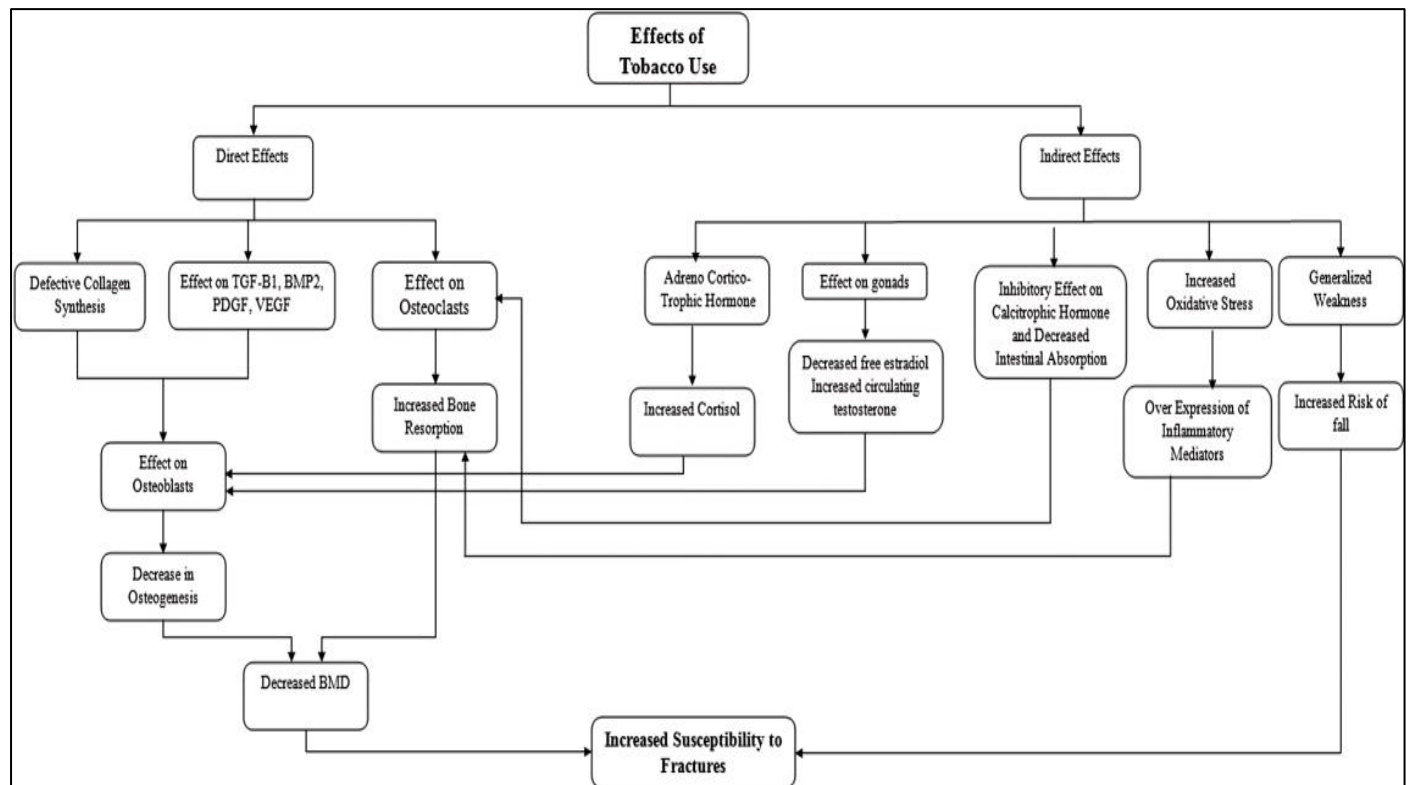 Effects of
Tobacco Use
Direct Effects
Indirect Effects
Defective Collagen
Synthesis
Effect on TGF-B1, BMP2,
PDGF, VEGF
Effect on
Osteoclasts
Adreno Cortico-
Trophic Hormone
Effect on gonads
Inhibitory Effect on
Calcitrophic Hormone
and Decreased
Intestinal Absorption
Increased
Oxidative Stress
Generalized
Weakness
Increased Bone
Resorption
Increased Cortisol
Decreased free estradiol
Increased circulating
testosterone
Over Expression of
Inflammatory
Mediators
Increased Risk of
fall
Effect on
Osteoblasts
Decrease in
Osteogenesis
Decreased BMD
Increased Susceptibility to
Fractures